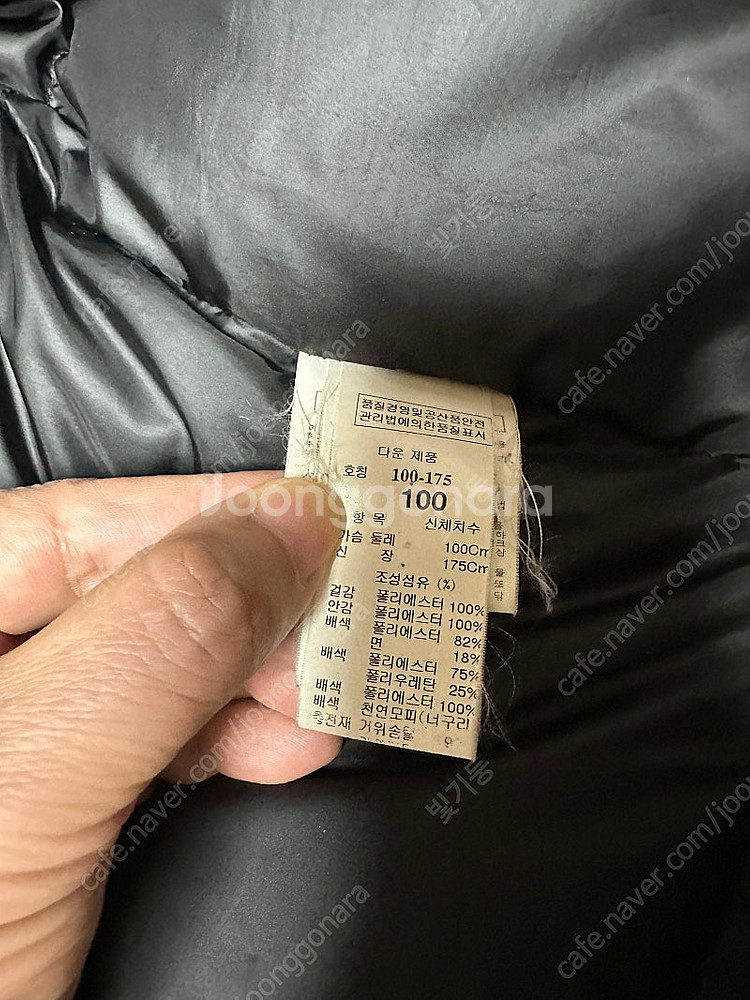 품질경영및공산품안전
관리법에의한품질표시
다운 제품
호칭 100-175
100
항 목 신체치수
가슴 둘레 100Cm
신 장 175Cm
조성섬유 (%)
겉감 폴리에스터 100%
안감 폴리에스터 100%
배색 폴리에스터 82%
면 18%
배색 폴리에스터 75%
폴리우레탄 25%
배색 폴리에스터 100%
배색 천연모피(너구리
충전재 거위솜털
Joonggonara
빛기둥
cafe.naver.com/joonggonara